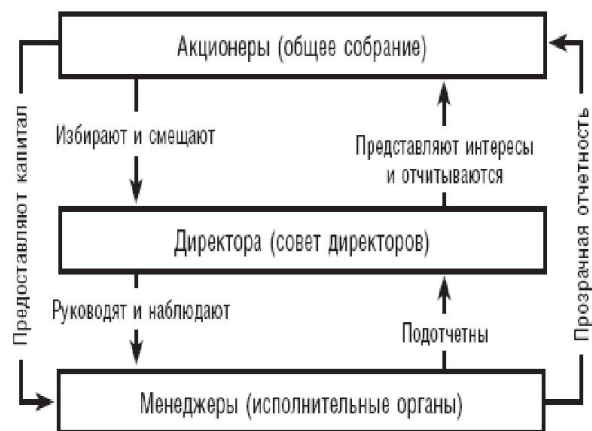 Акционеры (общее собрание)
Предоставляют капитал
Избирают и смещают
Представляют интересы
и отчитываются
Прозрачная отчетность
Директора (совет директоров)
Руководят и наблюдают
Подотчетны
Менеджеры (исполнительные органы)